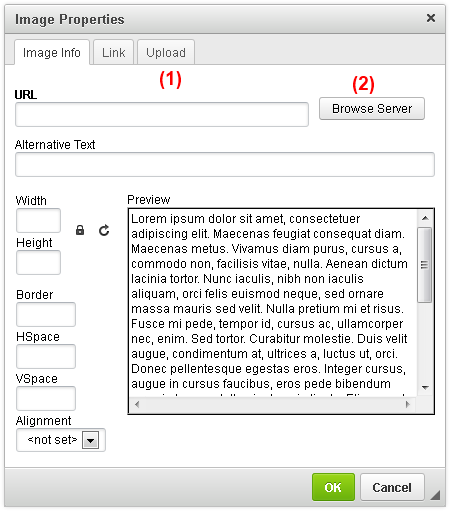 Image Properties
Image Info Link Upload
(1)
(2)
URL
Browse Server
Alternative Text
Width
Height
Border
HSpace
VSpace
Alignment
<not set>
Preview
Lorem ipsum dolor sit amet, consectetuer
adipiscing elit. Maecenas feugiat consequat diam.
Maecenas metus. Vivamus diam purus, cursus a,
commodo non, facilisis vitae, nulla. Aenean dictum
lacinia tortor. Nunc iaculis, nibh non iaculis
aliquam, orci felis euismod neque, sed ornare
massa mauris sed velit. Nulla pretium mi et risus.
Fusce mi pede, tempor id, cursus ac, ullamcorper
nec, enim. Sed tortor. Curabitur molestie. Duis velit
augue, condimentum at, ultrices a, luctus ut, orci.
Donec pellentesque egestas eros. Integer cursus,
augue in cursus faucibus, eros pede bibendum
OK Cancel